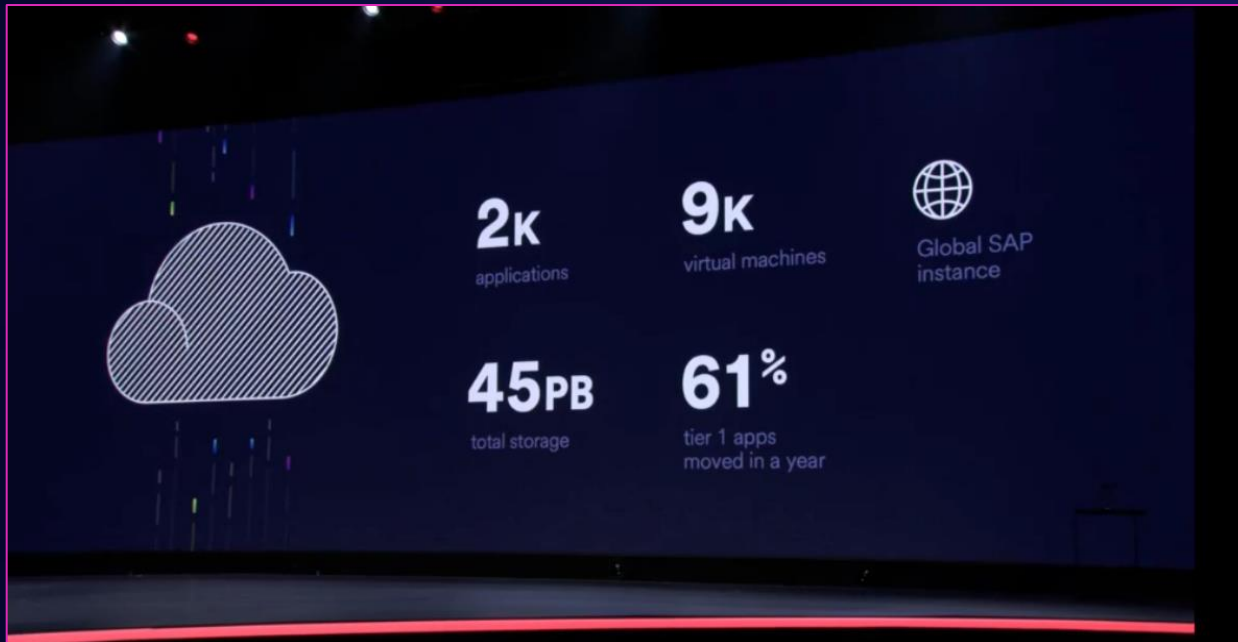 2K
applications
9K
virtual machines
Global SAP
instance
45PB
total storage
61%
tier 1 apps
moved in a year